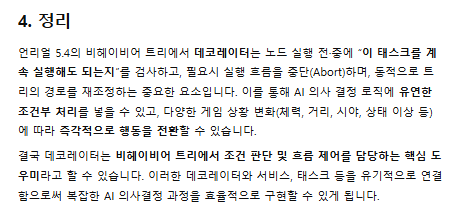 4. 정리
언리얼 5.4의 비헤이비어 트리에서 데코레이터는 노드 실행 전·중에 “이 태스크를 계
속 실행해도 되는지”를 검사하고, 필요시 실행 흐름을 중단(Abort)하며, 동적으로 트
리의 경로를 재조정하는 중요한 요소입니다. 이를 통해 AI 의사 결정 로직에 유연한
조건부 처리를 넣을 수 있고, 다양한 게임 상황 변화(체력, 거리, 시야, 상태 이상 등)
에 따라 즉각적으로 행동을 전환할 수 있습니다.
결국 데코레이터는 비헤이비어 트리에서 조건 판단 및 흐름 제어를 담당하는 핵심 도
우미라고 할 수 있습니다. 이러한 데코레이터와 서비스, 태스크 등을 유기적으로 연결
함으로써 복잡한 AI 의사결정 과정을 효율적으로 구현할 수 있게 됩니다.